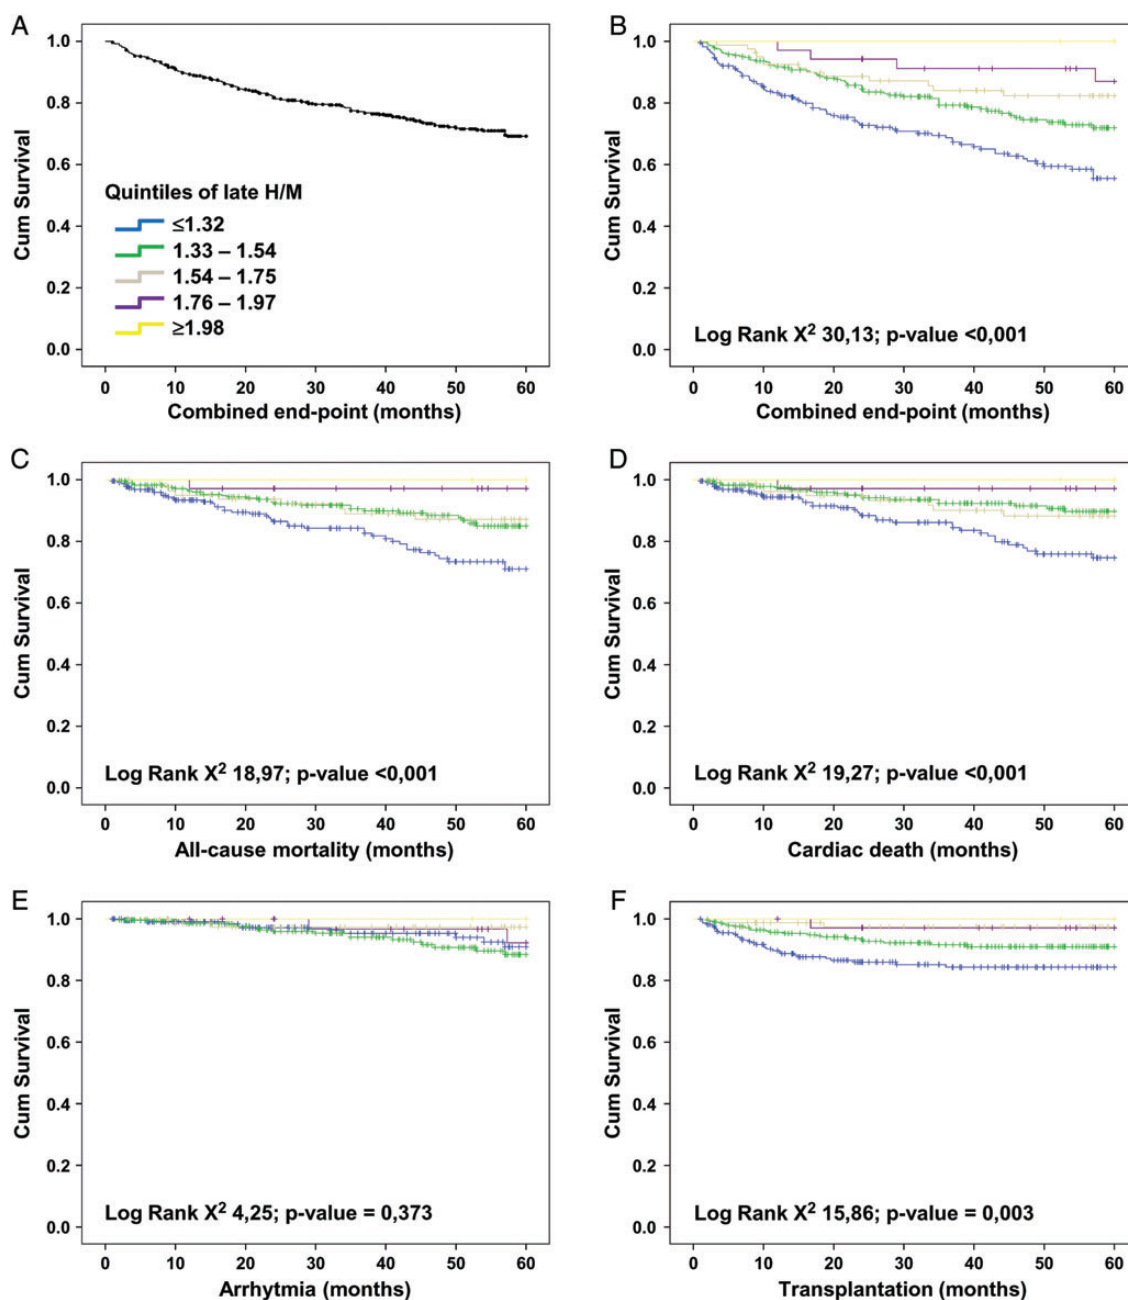 A
1.0
0.8
0.6
0.4
0.2
0.0
Cum Survival
Quintiles of late H/M
≤1.32
1.33 – 1.54
1.54 – 1.75
1.76 – 1.97
≥1.98
0 10 20 30 40 50 60
Combined end-point (months)
B
1.0
0.8
0.6
0.4
0.2
0.0
Cum Survival
Log Rank X² 30,13; p-value <0,001
0 10 20 30 40 50 60
Combined end-point (months)
C
1.0
0.8
0.6
0.4
0.2
0.0
Cum Survival
Log Rank X² 18,97; p-value <0,001
0 10 20 30 40 50 60
All-cause mortality (months)
D
1.0
0.8
0.6
0.4
0.2
0.0
Cum Survival
Log Rank X² 19,27; p-value <0,001
0 10 20 30 40 50 60
Cardiac death (months)
E
1.0
0.8
0.6
0.4
0.2
0.0
Cum Survival
Log Rank X² 4,25; p-value = 0,373
0 10 20 30 40 50 60
Arrhytmia (months)
F
1.0
0.8
0.6
0.4
0.2
0.0
Cum Survival
Log Rank X² 15,86; p-value = 0,003
0 10 20 30 40 50 60
Transplantation (months)